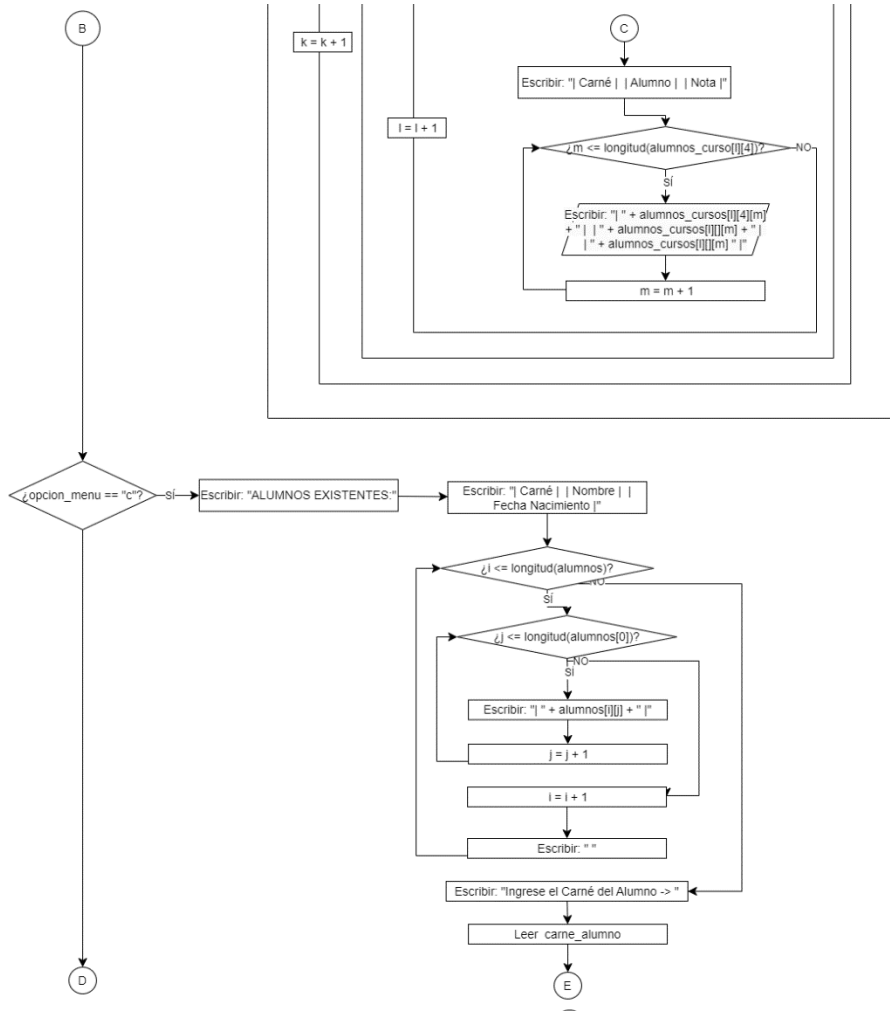 B
C
k = k + 1
Escribir: "| Carné | | Alumno | | Nota |"
l = l + 1
¿m <= longitud(alumnos_curso[l][4])?
NO
SÍ
Escribir: "| " + alumnos_cursos[l][4][m]
+ " | | " + alumnos_cursos[l][][m] + " |
| " + alumnos_cursos[l][][m] " |"
m = m + 1
¿opcion_menu == "c"?
SÍ
Escribir: "ALUMNOS EXISTENTES:"
Escribir: "| Carné | | Nombre | |
Fecha Nacimiento |"
¿i <= longitud(alumnos)?
NO
SÍ
¿j <= longitud(alumnos[0])?
NO
SÍ
Escribir: "| " + alumnos[i][j] + " |"
j = j + 1
i = i + 1
Escribir: " "
Escribir: "Ingrese el Carné del Alumno -> "
Leer carne_alumno
D
E